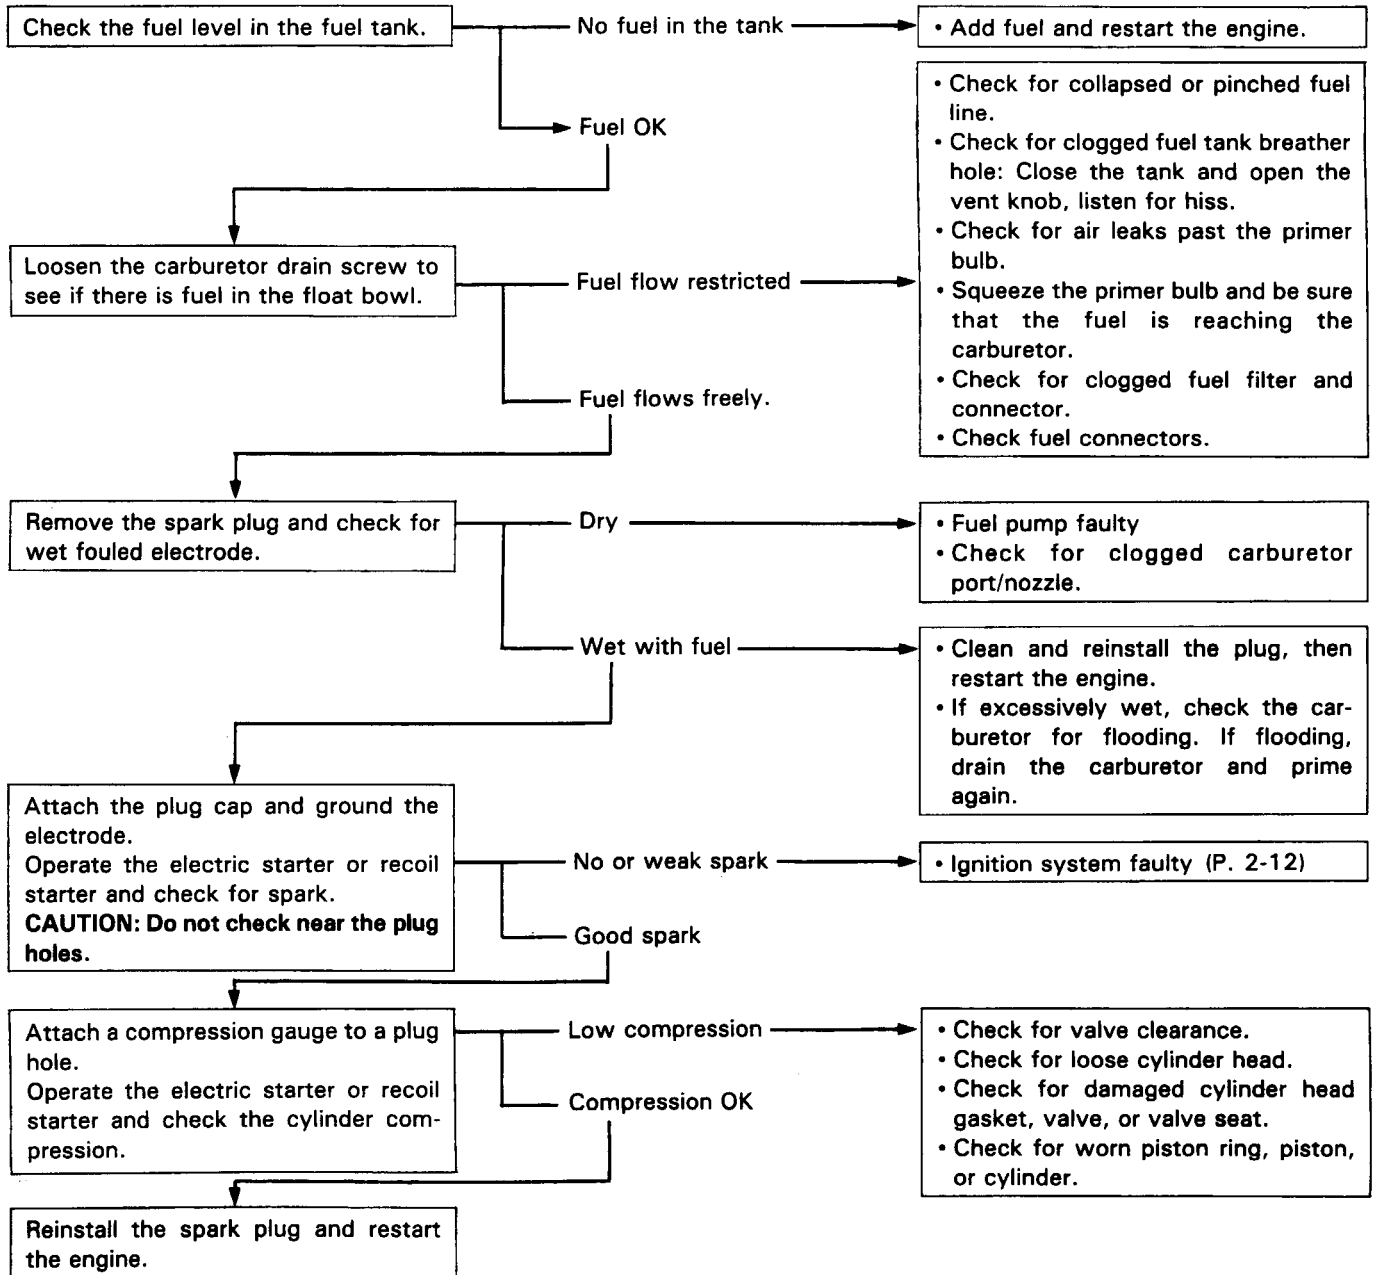 Check the fuel level in the fuel tank.
No fuel in the tank
• Add fuel and restart the engine.
Fuel OK
• Check for collapsed or pinched fuel
line.
• Check for clogged fuel tank breather
hole: Close the tank and open the
vent knob, listen for hiss.
• Check for air leaks past the primer
bulb.
• Squeeze the primer bulb and be sure
that the fuel is reaching the
carburetor.
• Check for clogged fuel filter and
connector.
• Check fuel connectors.
Loosen the carburetor drain screw to
see if there is fuel in the float bowl.
Fuel flow restricted
Fuel flows freely.
Remove the spark plug and check for
wet fouled electrode.
Dry
• Fuel pump faulty
• Check for clogged carburetor
port/nozzle.
Wet with fuel
• Clean and reinstall the plug, then
restart the engine.
• If excessively wet, check the car-
buretor for flooding. If flooding,
drain the carburetor and prime
again.
Attach the plug cap and ground the
electrode.
Operate the electric starter or recoil
starter and check for spark.
CAUTION: Do not check near the plug
holes.
No or weak spark
• Ignition system faulty (P. 2-12)
Good spark
Attach a compression gauge to a plug
hole.
Operate the electric starter or recoil
starter and check the cylinder com-
pression.
Low compression
• Check for valve clearance.
• Check for loose cylinder head.
• Check for damaged cylinder head
gasket, valve, or valve seat.
• Check for worn piston ring, piston,
or cylinder.
Compression OK
Reinstall the spark plug and restart
the engine.